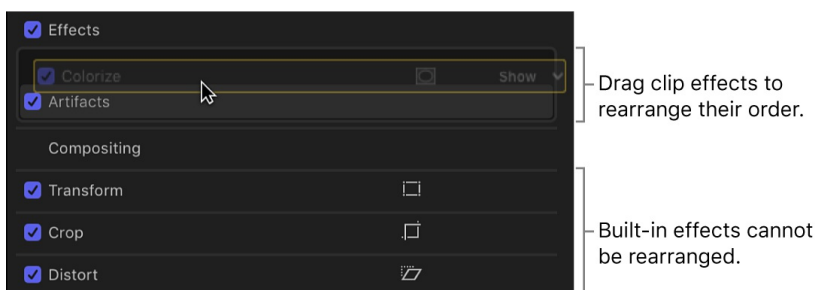 Effects
Colorize Show
Artifacts
Compositing
Transform
Crop
Distort
Drag clip effects to
rearrange their order.
Built-in effects cannot
be rearranged.